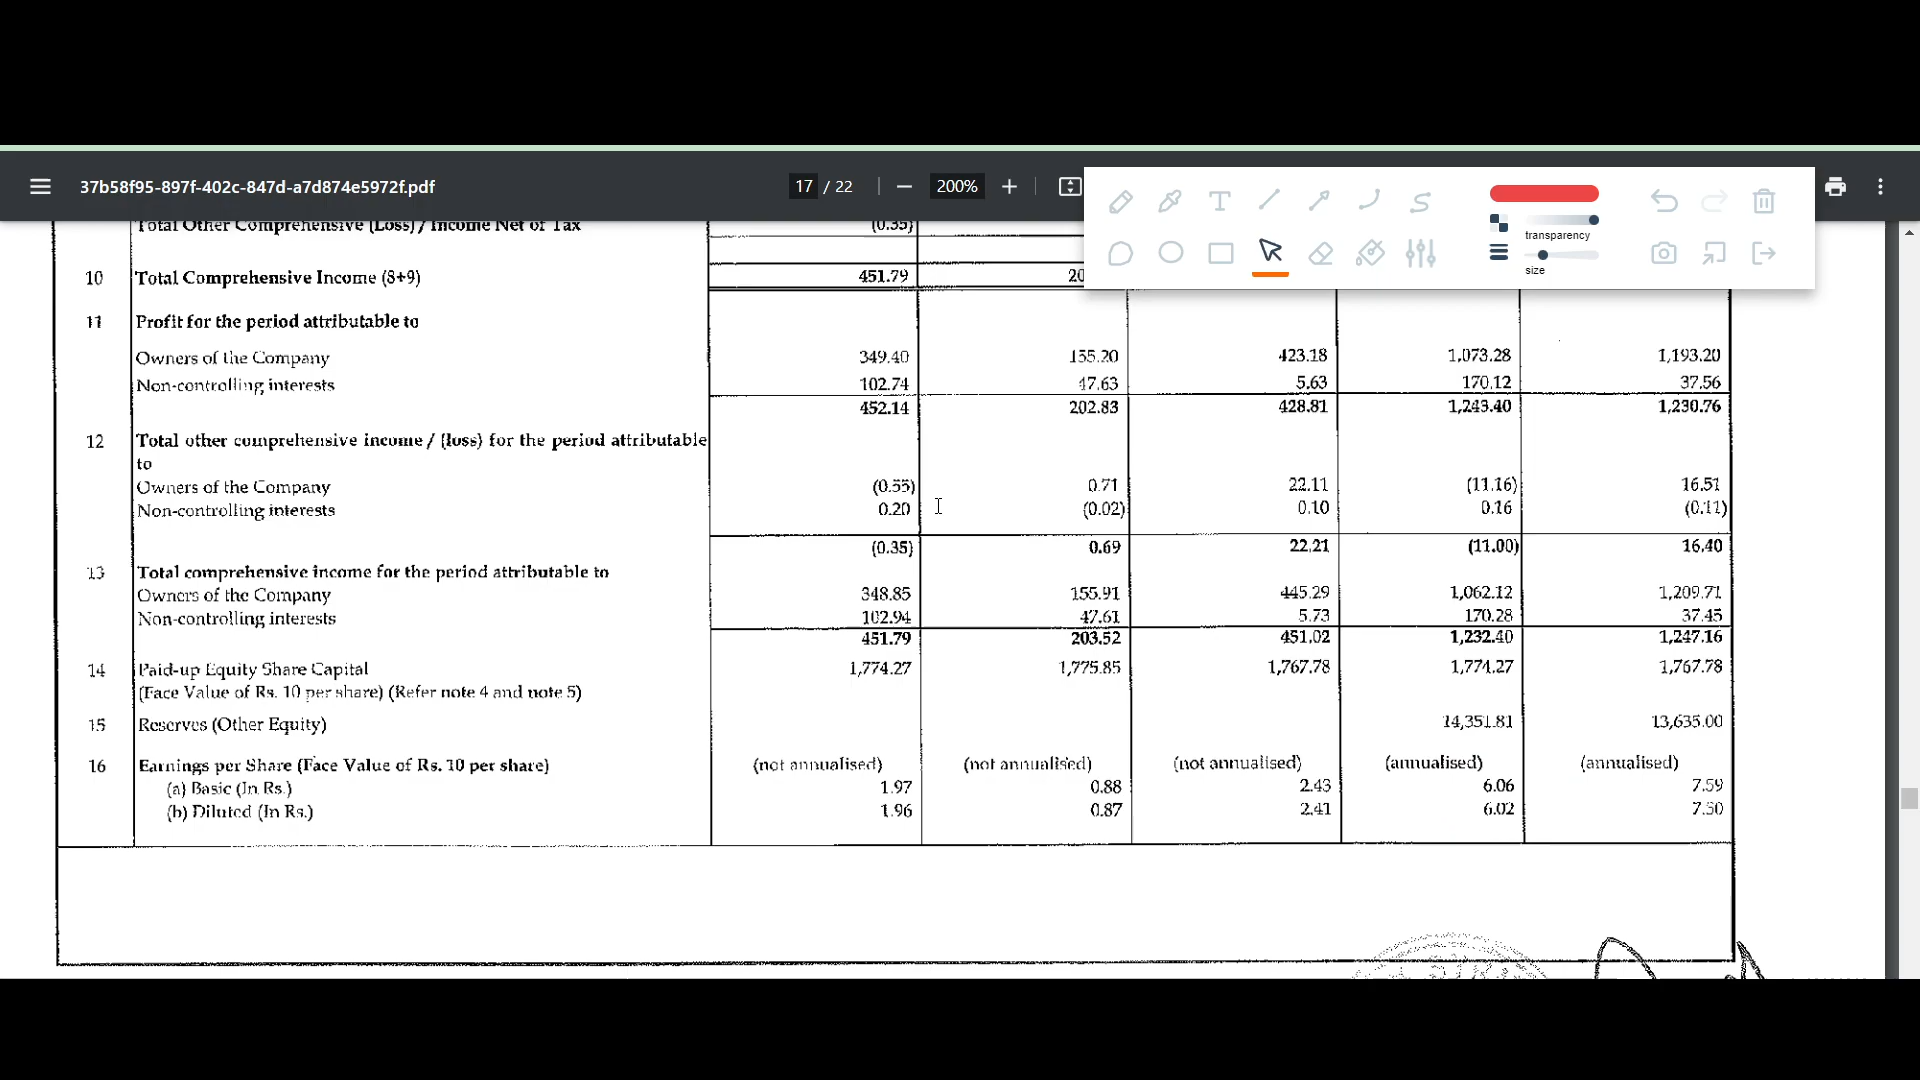 37b58f95-897f-402c-847d-a7d874e5972f.pdf 17 / 22 200%
transparency
size
Total Other Comprehensive (Loss) / Income Net of Tax (0.35)
10 Total Comprehensive Income (8+9) 451.79 20
11 Profit for the period attributable to
Owners of the Company 349.40 155.20 423.18 1,073.28 1,193.20
Non-controlling interests 102.74 47.63 5.63 170.12 37.56
452.14 202.83 428.81 1,243.40 1,230.76
12 Total other comprehensive income / (loss) for the period attributable
to
Owners of the Company (0.55) 0.71 22.11 (11.16) 16.51
Non-controlling interests 0.20 (0.02) 0.10 0.16 (0.11)
(0.35) 0.69 22.21 (11.00) 16.40
13 Total comprehensive income for the period attributable to
Owners of the Company 348.85 155.91 445.29 1,062.12 1,209.71
Non-controlling interests 102.94 47.61 5.73 170.28 37.45
451.79 203.52 451.02 1,232.40 1,247.16
14 Paid-up Equity Share Capital 1,774.27 1,775.85 1,767.78 1,774.27 1,767.78
(Face Value of Rs. 10 per share) (Refer note 4 and note 5)
15 Reserves (Other Equity) 14,351.81 13,635.00
16 Earnings per Share (Face Value of Rs. 10 per share) (not annualised) (not annualised) (not annualised) (annualised) (annualised)
(a) Basic (In Rs.) 1.97 0.88 2.43 6.06 7.59
(b) Diluted (In Rs.) 1.96 0.87 2.41 6.02 7.50